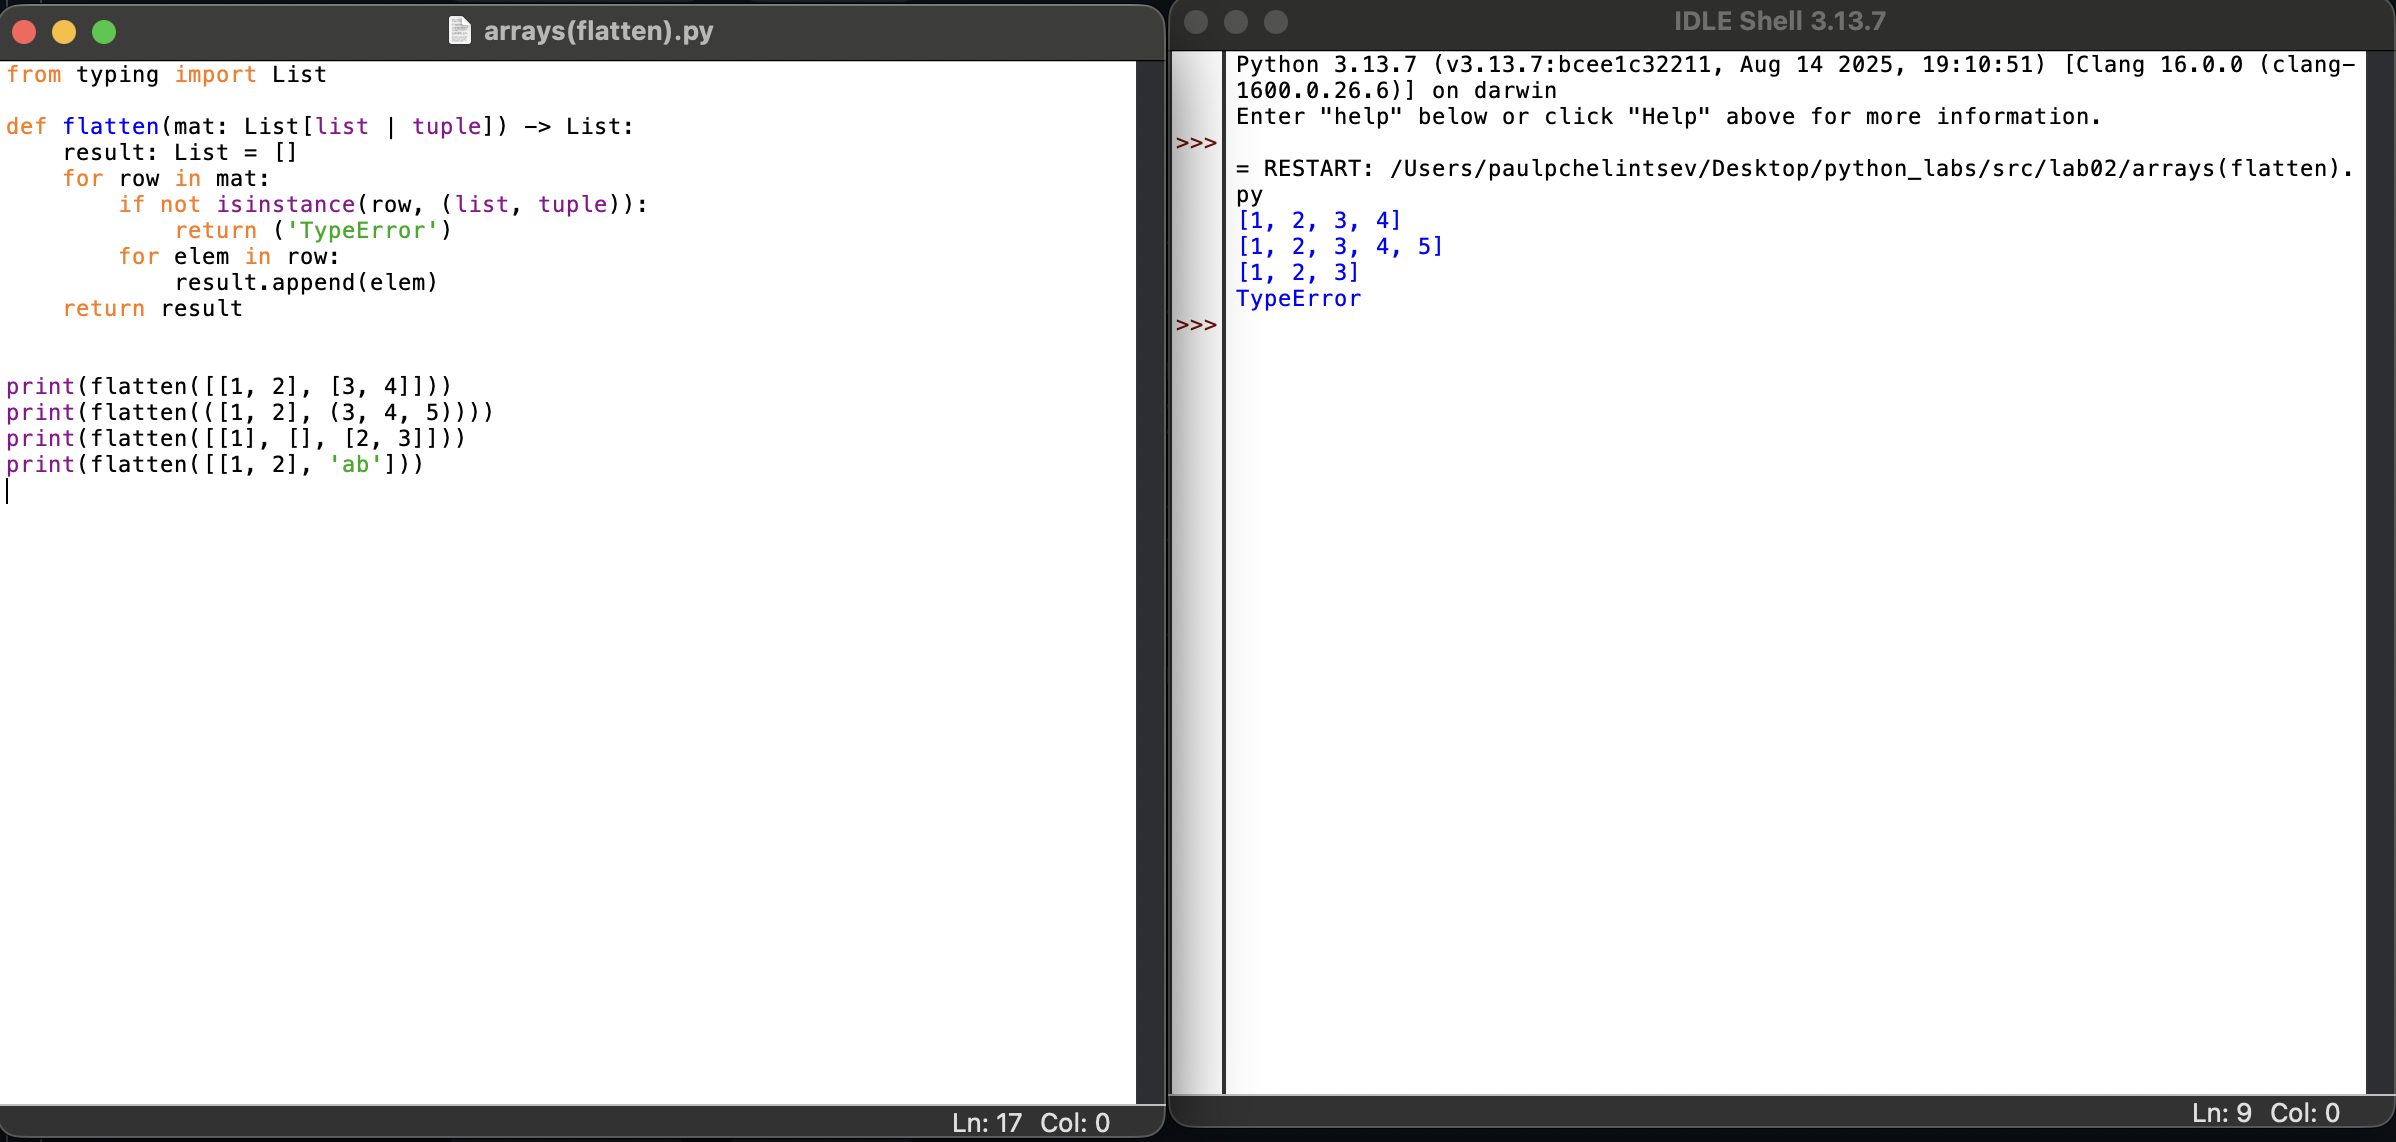 arrays(flatten).py
from typing import List
def flatten(mat: List[list | tuple]) -> List:
    result: List = []
    for row in mat:
        if not isinstance(row, (list, tuple)):
            return ('TypeError')
        for elem in row:
            result.append(elem)
    return result
print(flatten([[1, 2], [3, 4]]))
print(flatten(([1, 2], (3, 4, 5))))
print(flatten([[1], [], [2, 3]]))
print(flatten([[1, 2], 'ab']))
Ln: 17 Col: 0
IDLE Shell 3.13.7
Python 3.13.7 (v3.13.7:bcee1c32211, Aug 14 2025, 19:10:51) [Clang 16.0.0 (clang-
1600.0.26.6)] on darwin
Enter "help" below or click "Help" above for more information.
>>>
= RESTART: /Users/paulpchelintsev/Desktop/python_labs/src/lab02/arrays(flatten).
py
[1, 2, 3, 4]
[1, 2, 3, 4, 5]
[1, 2, 3]
TypeError
>>>
Ln: 9 Col: 0